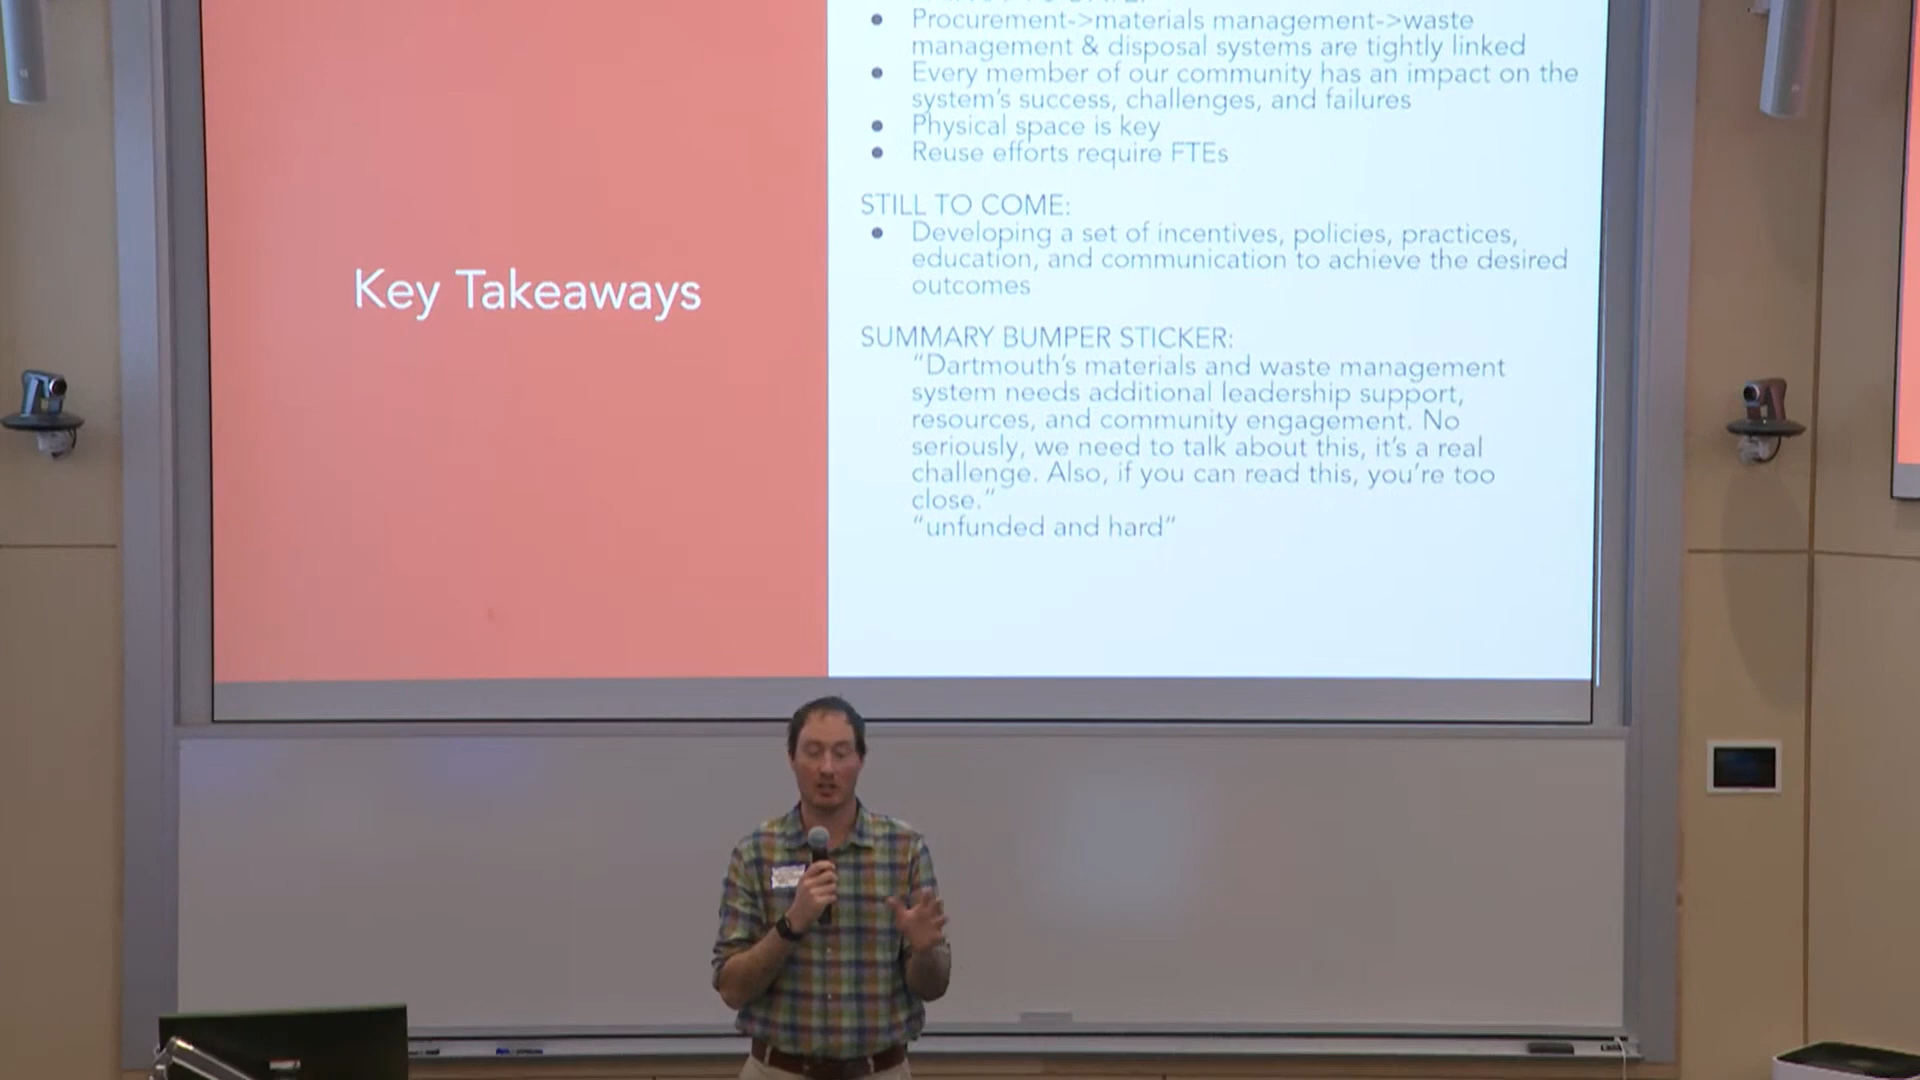 Key Takeaways
Procurement->materials management->waste
management & disposal systems are tightly linked
Every member of our community has an impact on the
system's success, challenges, and failures
Physical space is key
Reuse efforts require FTEs
STILL TO COME:
Developing a set of incentives, policies, practices,
education, and communication to achieve the desired
outcomes
SUMMARY BUMPER STICKER:
"Dartmouth's materials and waste management
system needs additional leadership support,
resources, and community engagement. No
seriously, we need to talk about this, it's a real
challenge. Also, if you can read this, you're too
close."
"unfunded and hard"